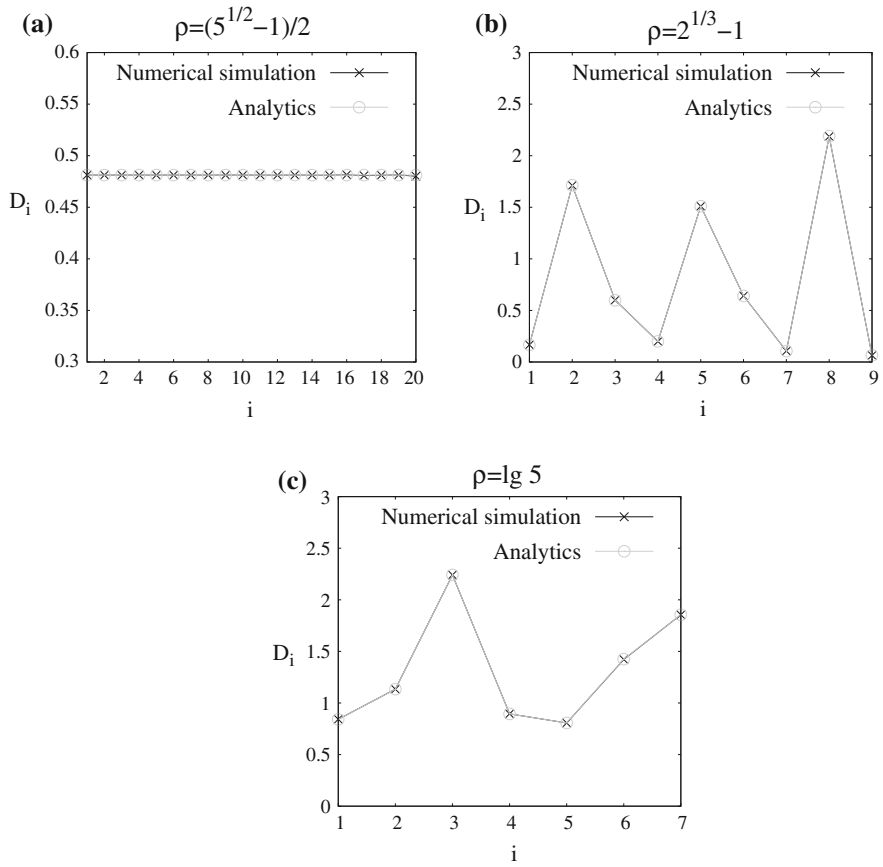 (a)
ρ=(5^{1/2}−1)/2
0.6
0.55
0.5
0.45
0.4
0.35
0.3
D_i
Numerical simulation
Analytics
2 4 6 8 10 12 14 16 18 20
i
(b)
ρ=2^{1/3}−1
3
2.5
2
1.5
1
0.5
0
D_i
Numerical simulation
Analytics
1 2 3 4 5 6 7 8 9
i
(c)
ρ=lg 5
3
2.5
2
1.5
1
0.5
0
D_i
Numerical simulation
Analytics
1 2 3 4 5 6 7
i